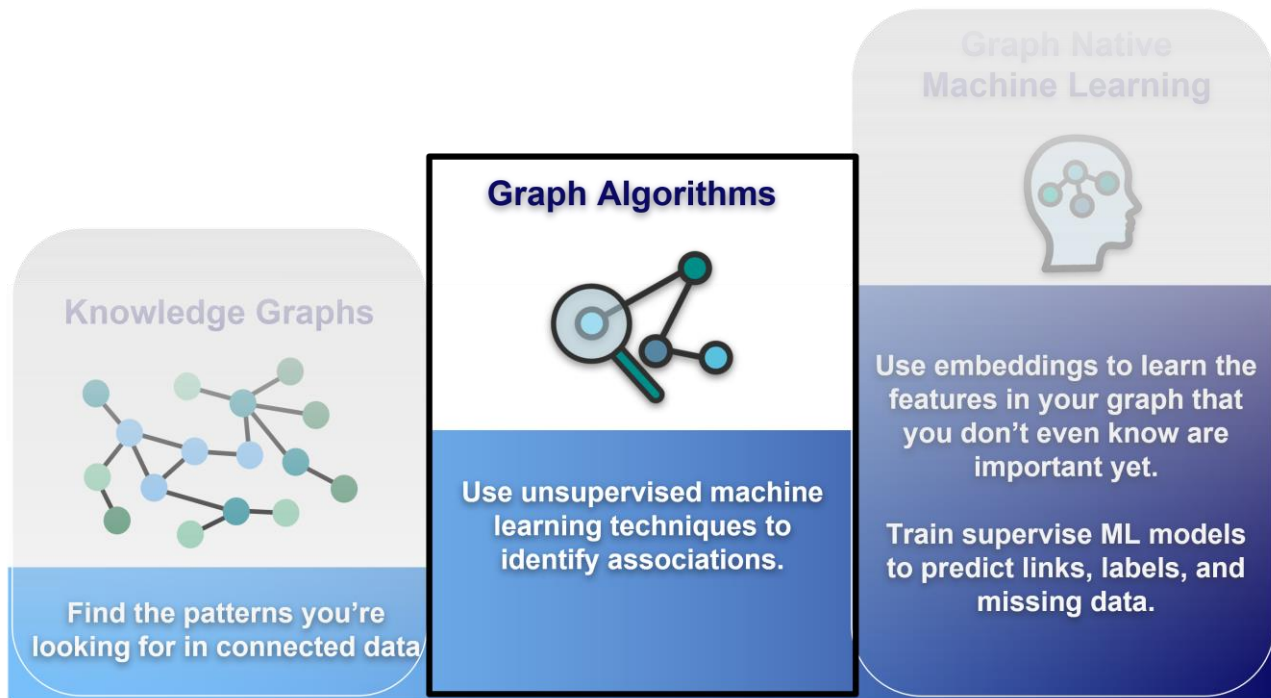 Knowledge Graphs
Find the patterns you're
looking for in connected data
Graph Algorithms
Use unsupervised machine
learning techniques to
identify associations.
Graph Native
Machine Learning
Use embeddings to learn the
features in your graph that
you don't even know are
important yet.
Train supervise ML models
to predict links, labels, and
missing data.